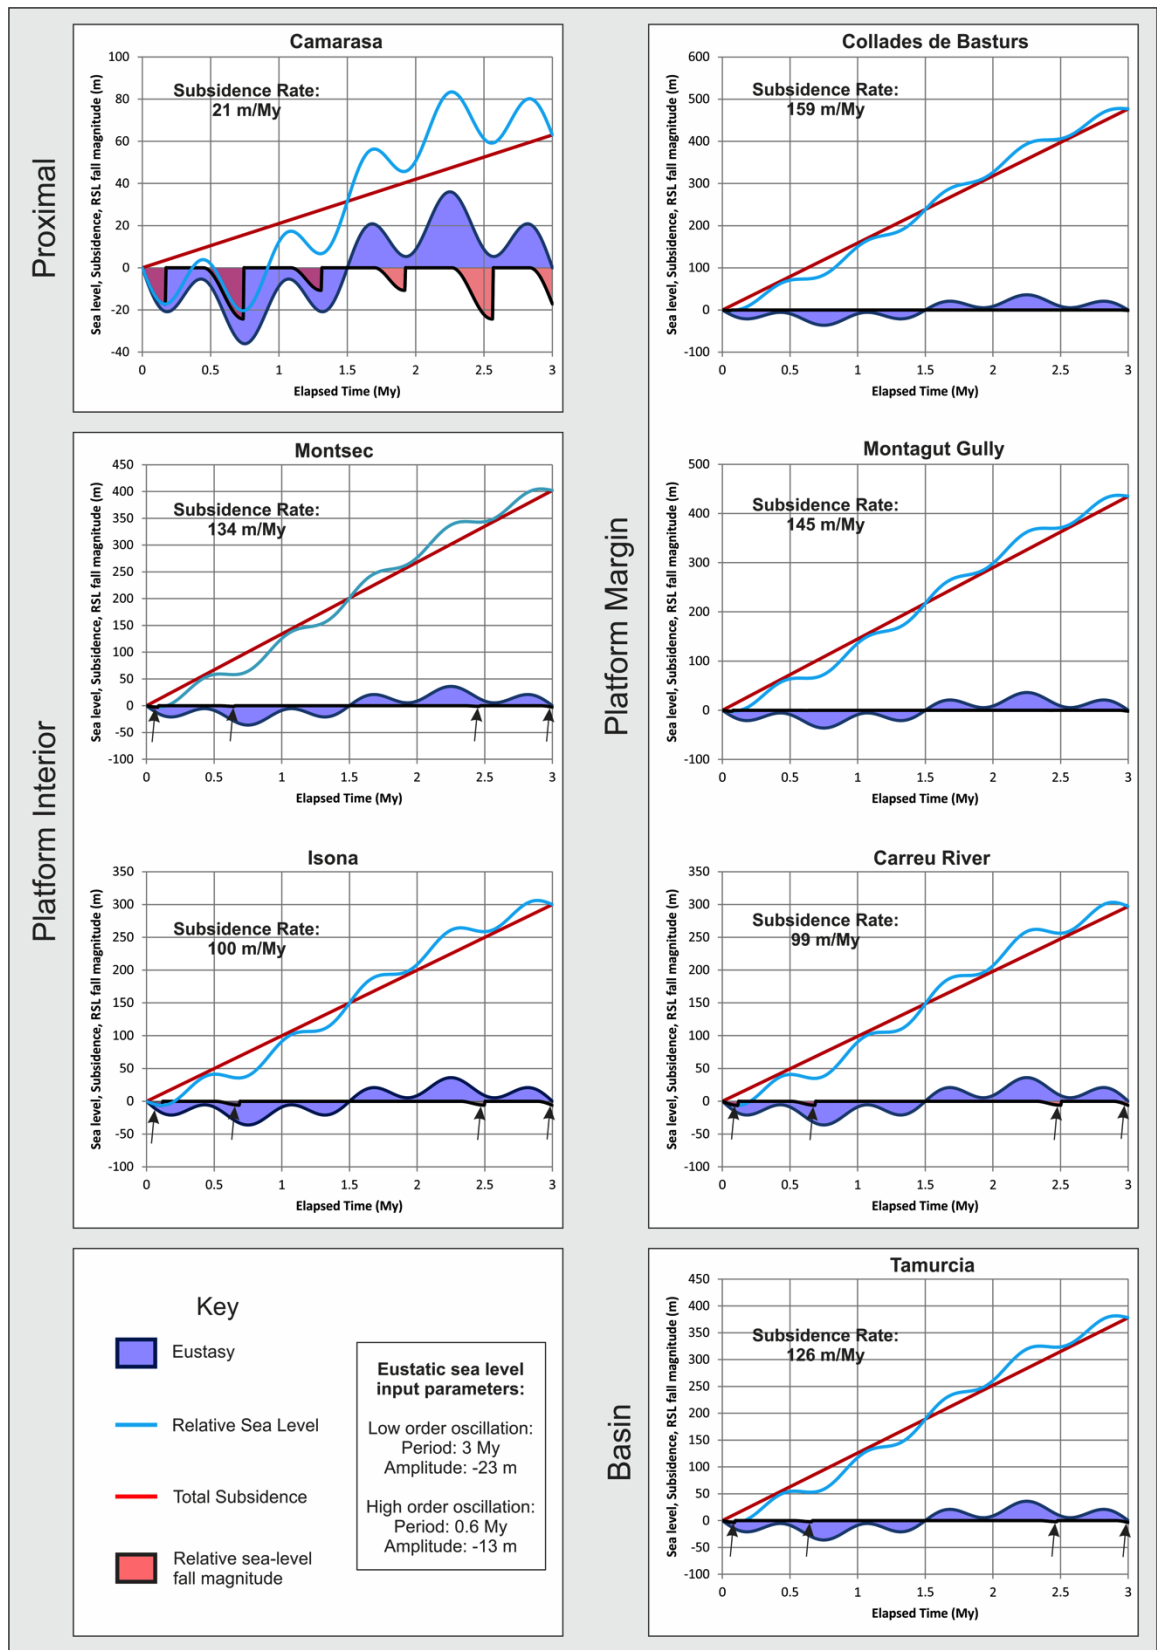 Proximal
Camarasa
Subsidence Rate:
21 m/My
Sea level, Subsidence, RSL fall magnitude (m)
100
80
60
40
20
0
-20
-40
0 0.5 1 1.5 2 2.5 3
Elapsed Time (My)
Platform Interior
Montsec
Subsidence Rate:
134 m/My
Sea level, Subsidence, RSL fall magnitude (m)
450
400
350
300
250
200
150
100
50
0
-50
-100
0 0.5 1 1.5 2 2.5 3
Elapsed Time (My)
Isona
Subsidence Rate:
100 m/My
Sea level, Subsidence, RSL fall magnitude (m)
350
300
250
200
150
100
50
0
-50
-100
0 0.5 1 1.5 2 2.5 3
Elapsed Time (My)
Key
Eustasy
Relative Sea Level
Total Subsidence
Relative sea-level
fall magnitude
Eustatic sea level
input parameters:
Low order oscillation:
Period: 3 My
Amplitude: -23 m
High order oscillation:
Period: 0.6 My
Amplitude: -13 m
Platform Margin
Collades de Basturs
Subsidence Rate:
159 m/My
Sea level, Subsidence, RSL fall magnitude (m)
600
500
400
300
200
100
0
-100
0 0.5 1 1.5 2 2.5 3
Elapsed Time (My)
Montagut Gully
Subsidence Rate:
145 m/My
Sea level, Subsidence, RSL fall magnitude (m)
500
400
300
200
100
0
-100
0 0.5 1 1.5 2 2.5 3
Elapsed Time (My)
Carreu River
Subsidence Rate:
99 m/My
Sea level, Subsidence, RSL fall magnitude (m)
350
300
250
200
150
100
50
0
-50
-100
0 0.5 1 1.5 2 2.5 3
Elapsed Time (My)
Basin
Tamurcia
Subsidence Rate:
126 m/My
Sea level, Subsidence, RSL fall magnitude (m)
450
400
350
300
250
200
150
100
50
0
-50
-100
0 0.5 1 1.5 2 2.5 3
Elapsed Time (My)